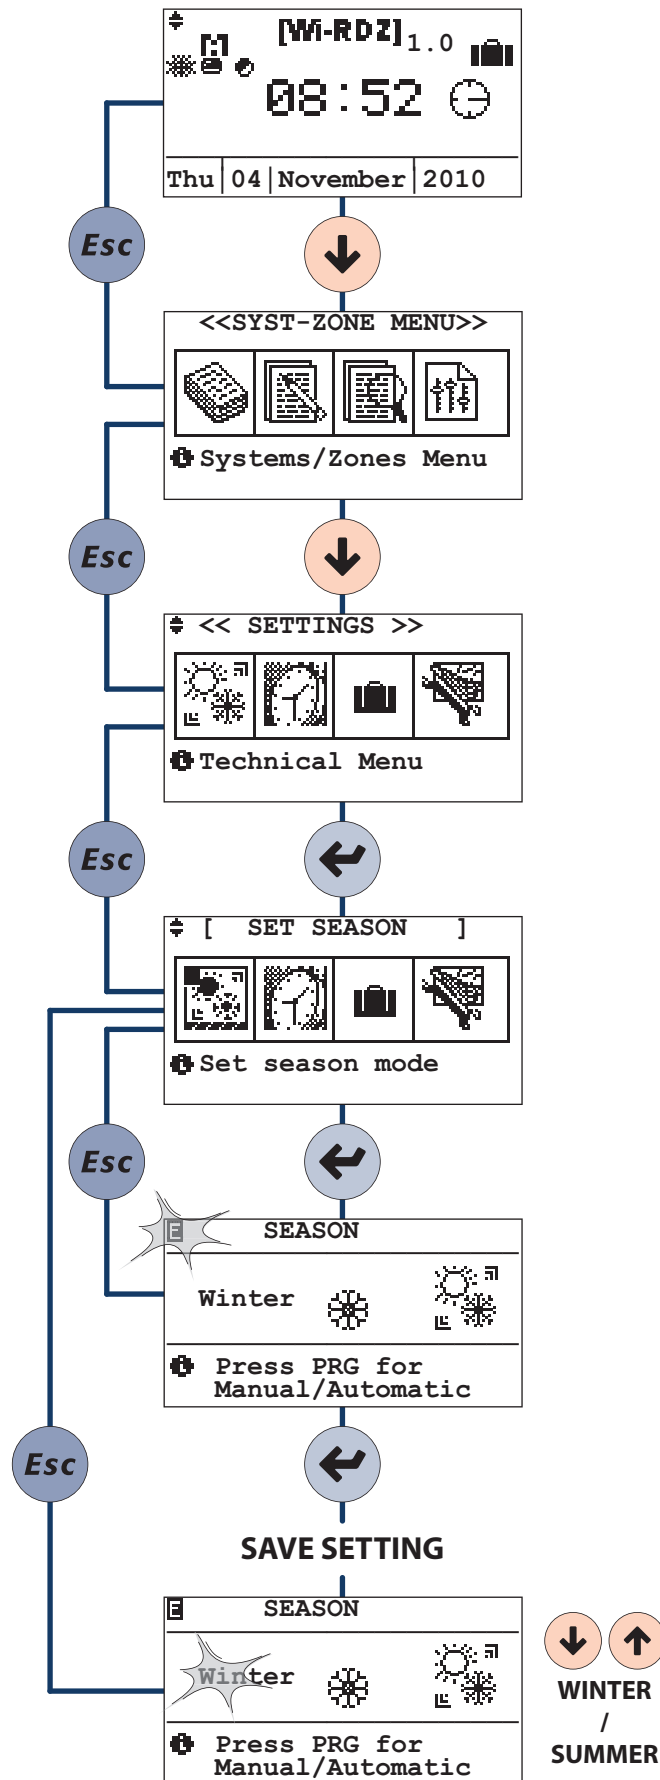 [Wi-RDZ] 1.0
08:52
Thu 04 November 2010
Esc
<<SYST-ZONE MENU>>
Systems/Zones Menu
Esc
<< SETTINGS >>
Technical Menu
Esc
[ SET SEASON ]
Set season mode
Esc
E SEASON
Winter
Press PRG for
Manual/Automatic
Esc
SAVE SETTING
E SEASON
Winter
Press PRG for
Manual/Automatic
WINTER
/
SUMMER